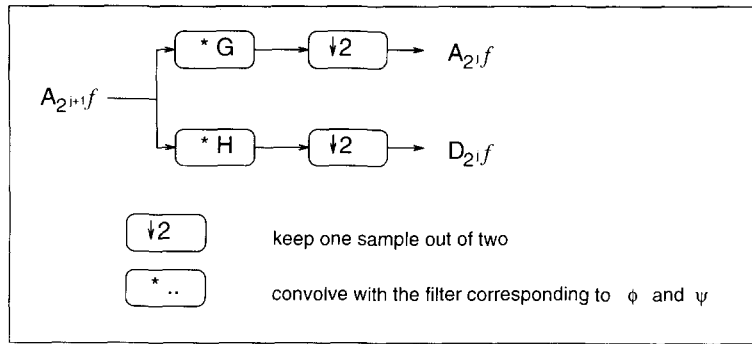 * G
↓2
A_{2^j}f
A_{2^{j+1}}f
* H
↓2
D_{2^j}f
↓2
keep one sample out of two
* ..
convolve with the filter corresponding to ϕ and ψ